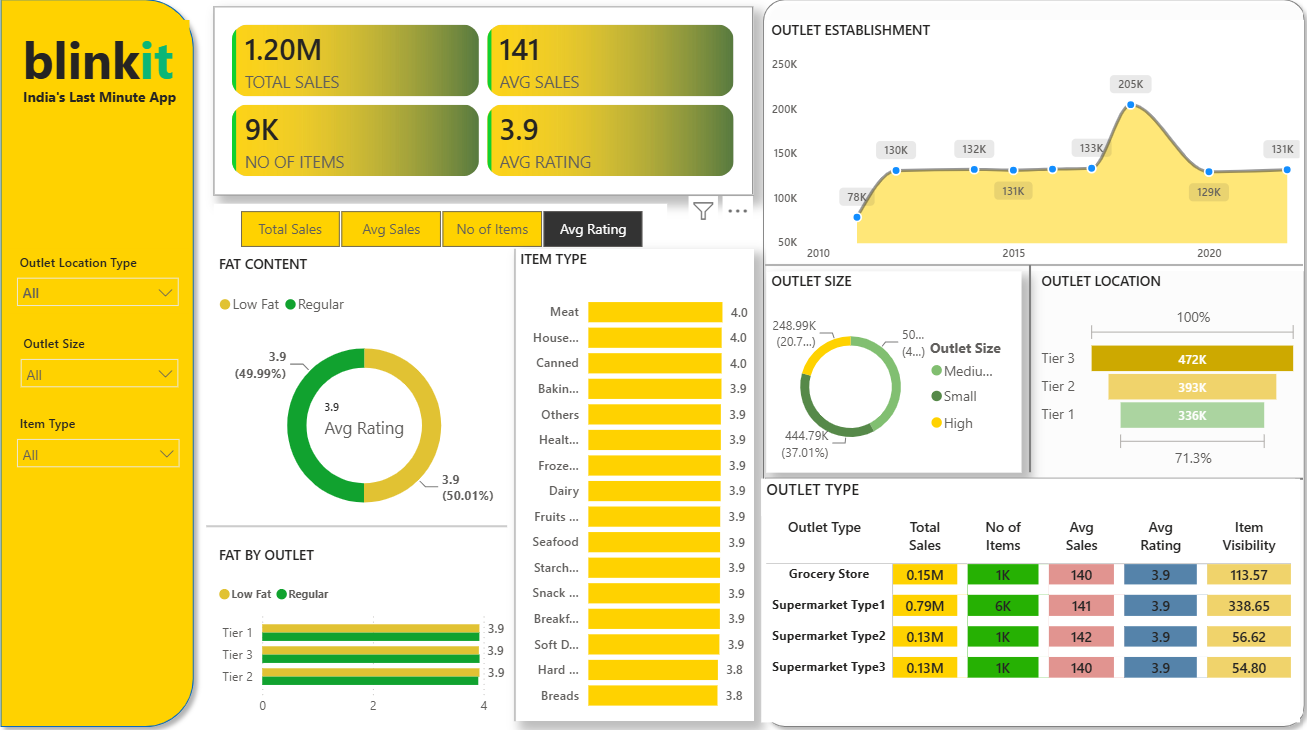 blinkit
India's Last Minute App
Outlet Location Type
All
Outlet Size
All
Item Type
All
1.20M
TOTAL SALES
141
AVG SALES
9K
NO OF ITEMS
3.9
AVG RATING
Total Sales
Avg Sales
No of Items
Avg Rating
FAT CONTENT
Low Fat
Regular
3.9
(49.99%)
3.9
Avg Rating
3.9
(50.01%)
FAT BY OUTLET
Low Fat
Regular
Tier 1
3.9
Tier 3
3.9
Tier 2
3.9
0
2
4
ITEM TYPE
Meat
4.0
House...
4.0
Canned
4.0
Bakin...
3.9
Others
3.9
Healt...
3.9
Froze...
3.9
Dairy
3.9
Fruits ...
3.9
Seafood
3.9
Starch...
3.9
Snack ...
3.9
Breakf...
3.9
Soft D...
3.9
Hard ...
3.8
Breads
3.8
OUTLET ESTABLISHMENT
250K
200K
150K
100K
50K
78K
130K
132K
131K
133K
205K
129K
131K
2010
2015
2020
OUTLET SIZE
248.99K
(20.7...)
50...
(4...)
444.79K
(37.01%)
Outlet Size
Mediu...
Small
High
OUTLET LOCATION
100%
Tier 3
472K
Tier 2
393K
Tier 1
336K
71.3%
OUTLET TYPE
Outlet Type
Total Sales
No of Items
Avg Sales
Avg Rating
Item Visibility
Grocery Store 0.15M 1K 140 3.9 113.57
Supermarket Type1 0.79M 6K 141 3.9 338.65
Supermarket Type2 0.13M 1K 142 3.9 56.62
Supermarket Type3 0.13M 1K 140 3.9 54.80